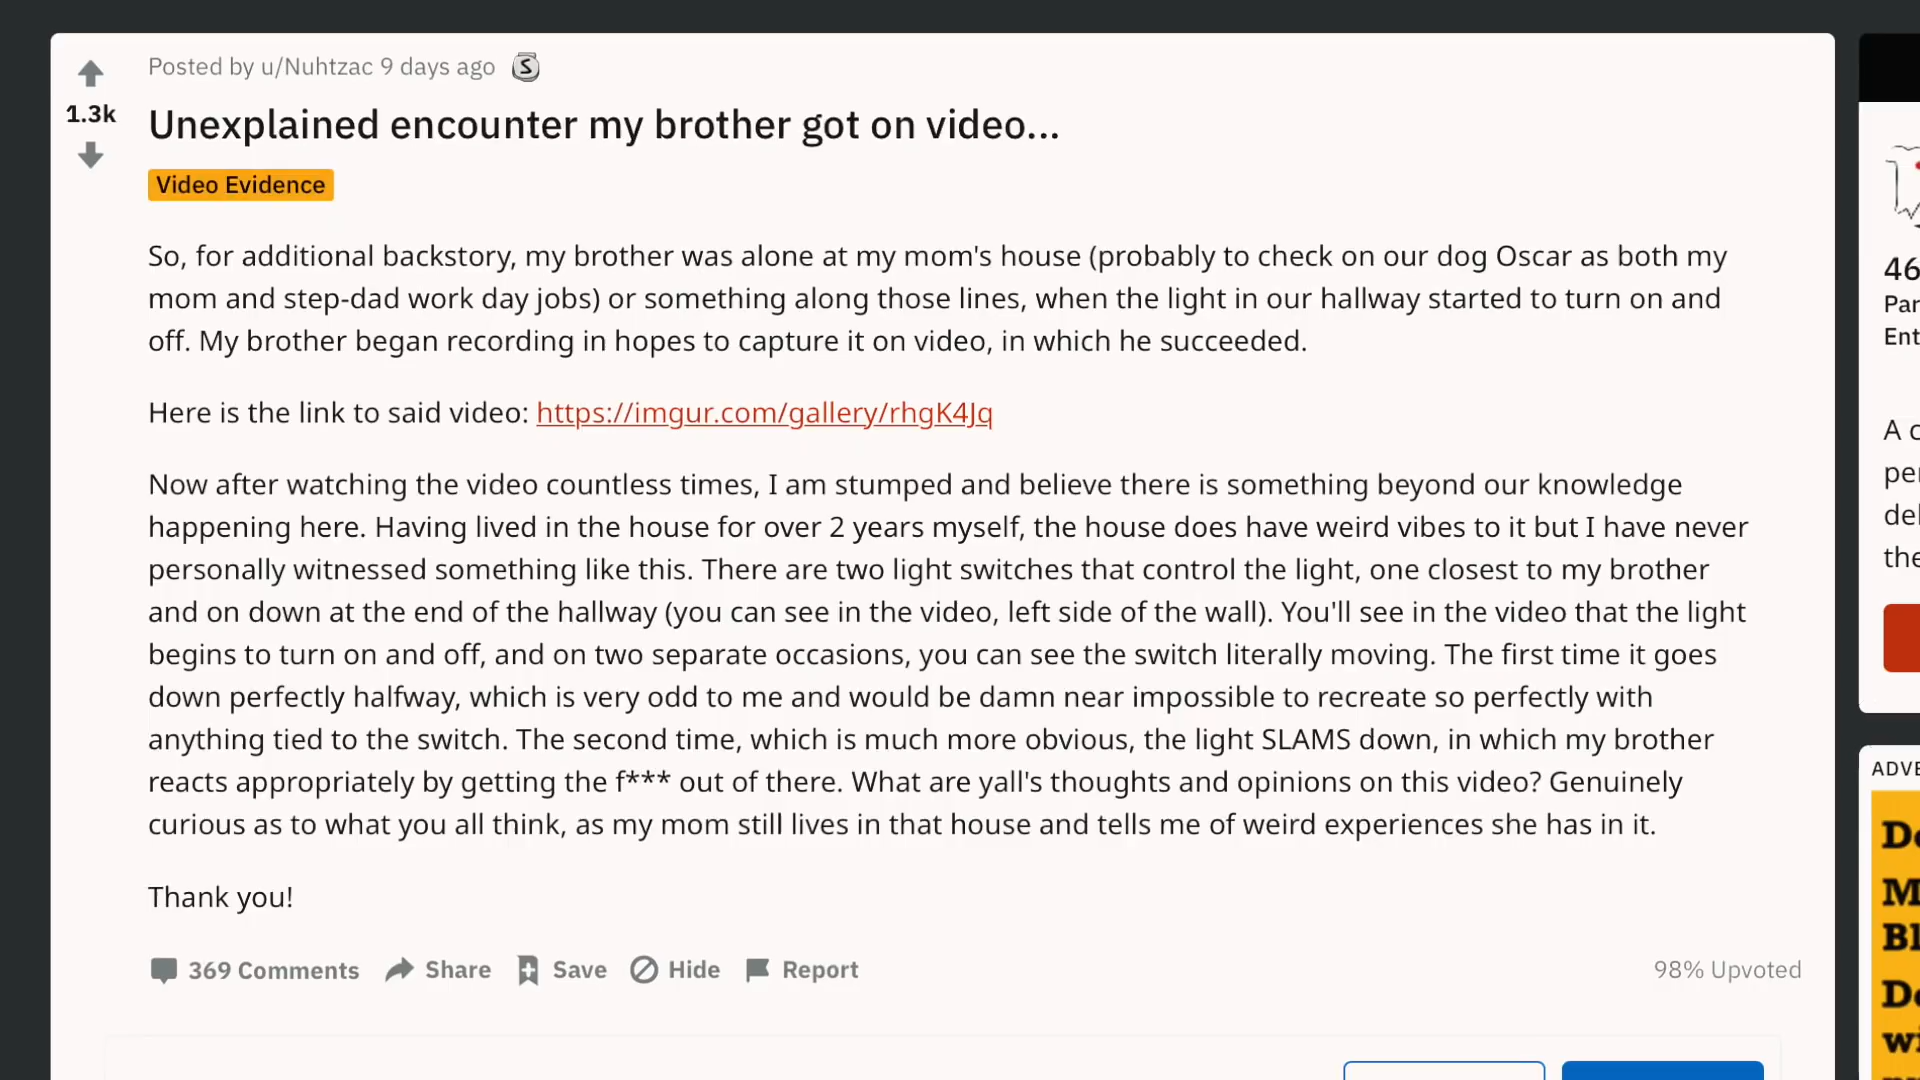 Posted by u/Nuhtzac 9 days ago
S
1.3k
Unexplained encounter my brother got on video...
Video Evidence
So, for additional backstory, my brother was alone at my mom's house (probably to check on our dog Oscar as both my
mom and step-dad work day jobs) or something along those lines, when the light in our hallway started to turn on and
off. My brother began recording in hopes to capture it on video, in which he succeeded.
Here is the link to said video: https://imgur.com/gallery/rhgK4Jq
Now after watching the video countless times, I am stumped and believe there is something beyond our knowledge
happening here. Having lived in the house for over 2 years myself, the house does have weird vibes to it but I have never
personally witnessed something like this. There are two light switches that control the light, one closest to my brother
and on down at the end of the hallway (you can see in the video, left side of the wall). You'll see in the video that the light
begins to turn on and off, and on two separate occasions, you can see the switch literally moving. The first time it goes
down perfectly halfway, which is very odd to me and would be damn near impossible to recreate so perfectly with
anything tied to the switch. The second time, which is much more obvious, the light SLAMS down, in which my brother
reacts appropriately by getting the f*** out of there. What are yall's thoughts and opinions on this video? Genuinely
curious as to what you all think, as my mom still lives in that house and tells me of weird experiences she has in it.
Thank you!
369 Comments Share Save Hide Report
98% Upvoted
46
Par
Ent
A c
per
del
the
ADVE
De
M
Bl
De
wi